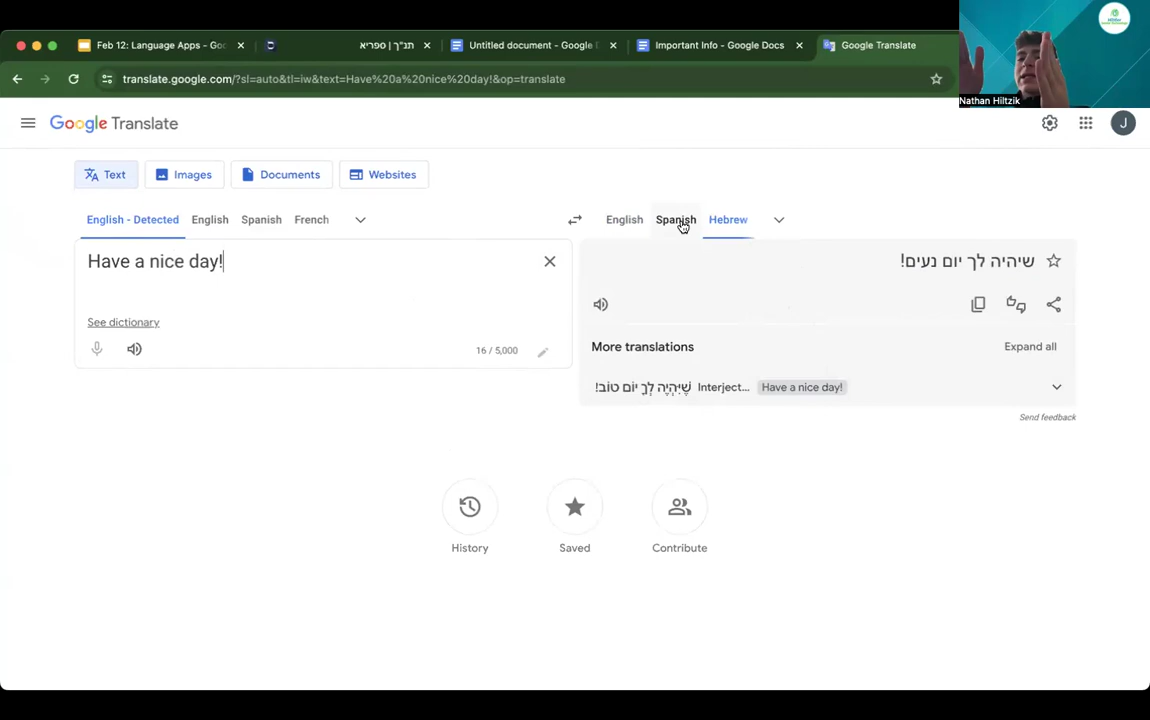 Feb 12: Language Apps - Goo
תנ"ך | ספריא
Untitled document - Google D
Important Info - Google Docs
Google Translate
translate.google.com/?sl=auto&tl=iw&text=Have%20a%20nice%20day!&op=translate
Nathan Hiltzik
Google Translate
J
Text
Images
Documents
Websites
English - Detected
English
Spanish
French
English
Spanish
Hebrew
Have a nice day!
שיהיה לך יום נעים!
See dictionary
16 / 5,000
More translations
Expand all
שֶׁיִהְיֶה לְךָ יוֹם טוֹב!
Interject...
Have a nice day!
Send feedback
History
Saved
Contribute